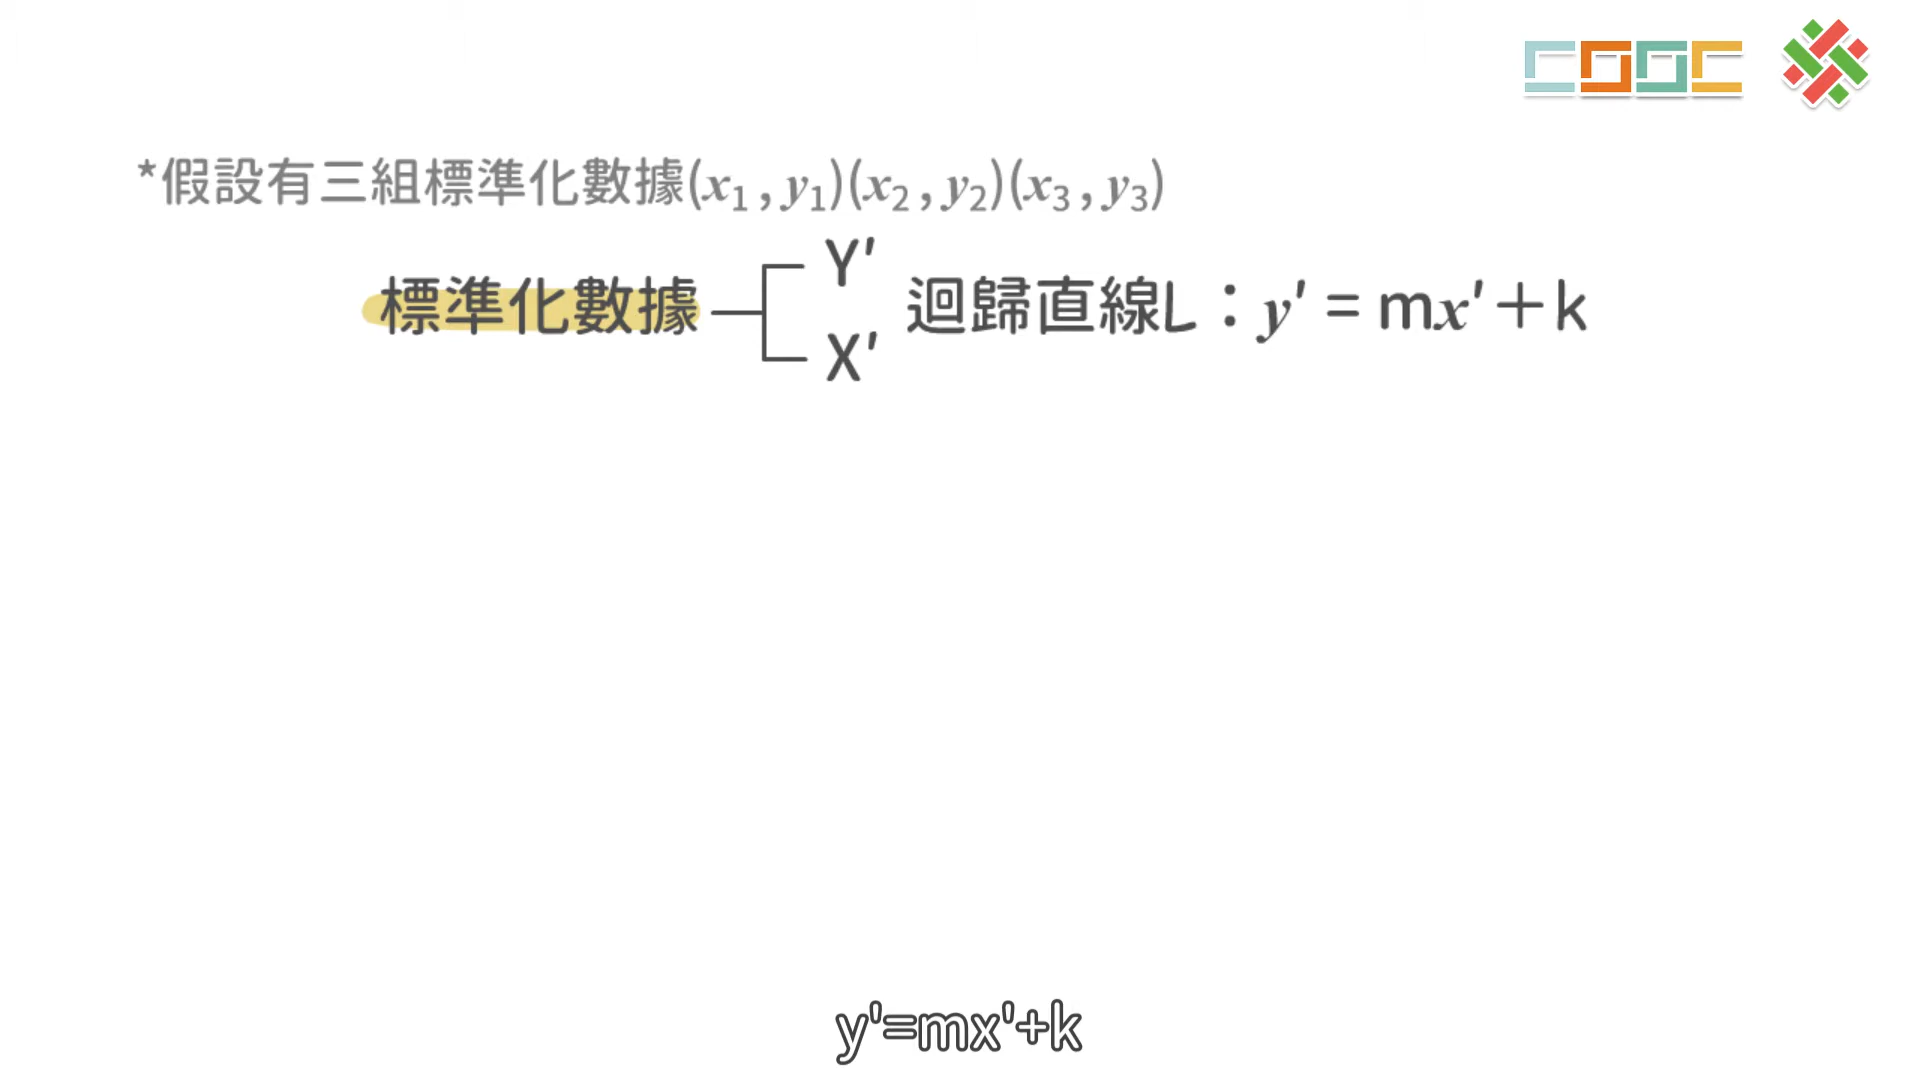 *假設有三組標準化數據(x₁,y₁)(x₂,y₂)(x₃,y₃)
Y'
標準化數據 迴歸直線L：y' = mx'+k
X'
y'=mx'+k